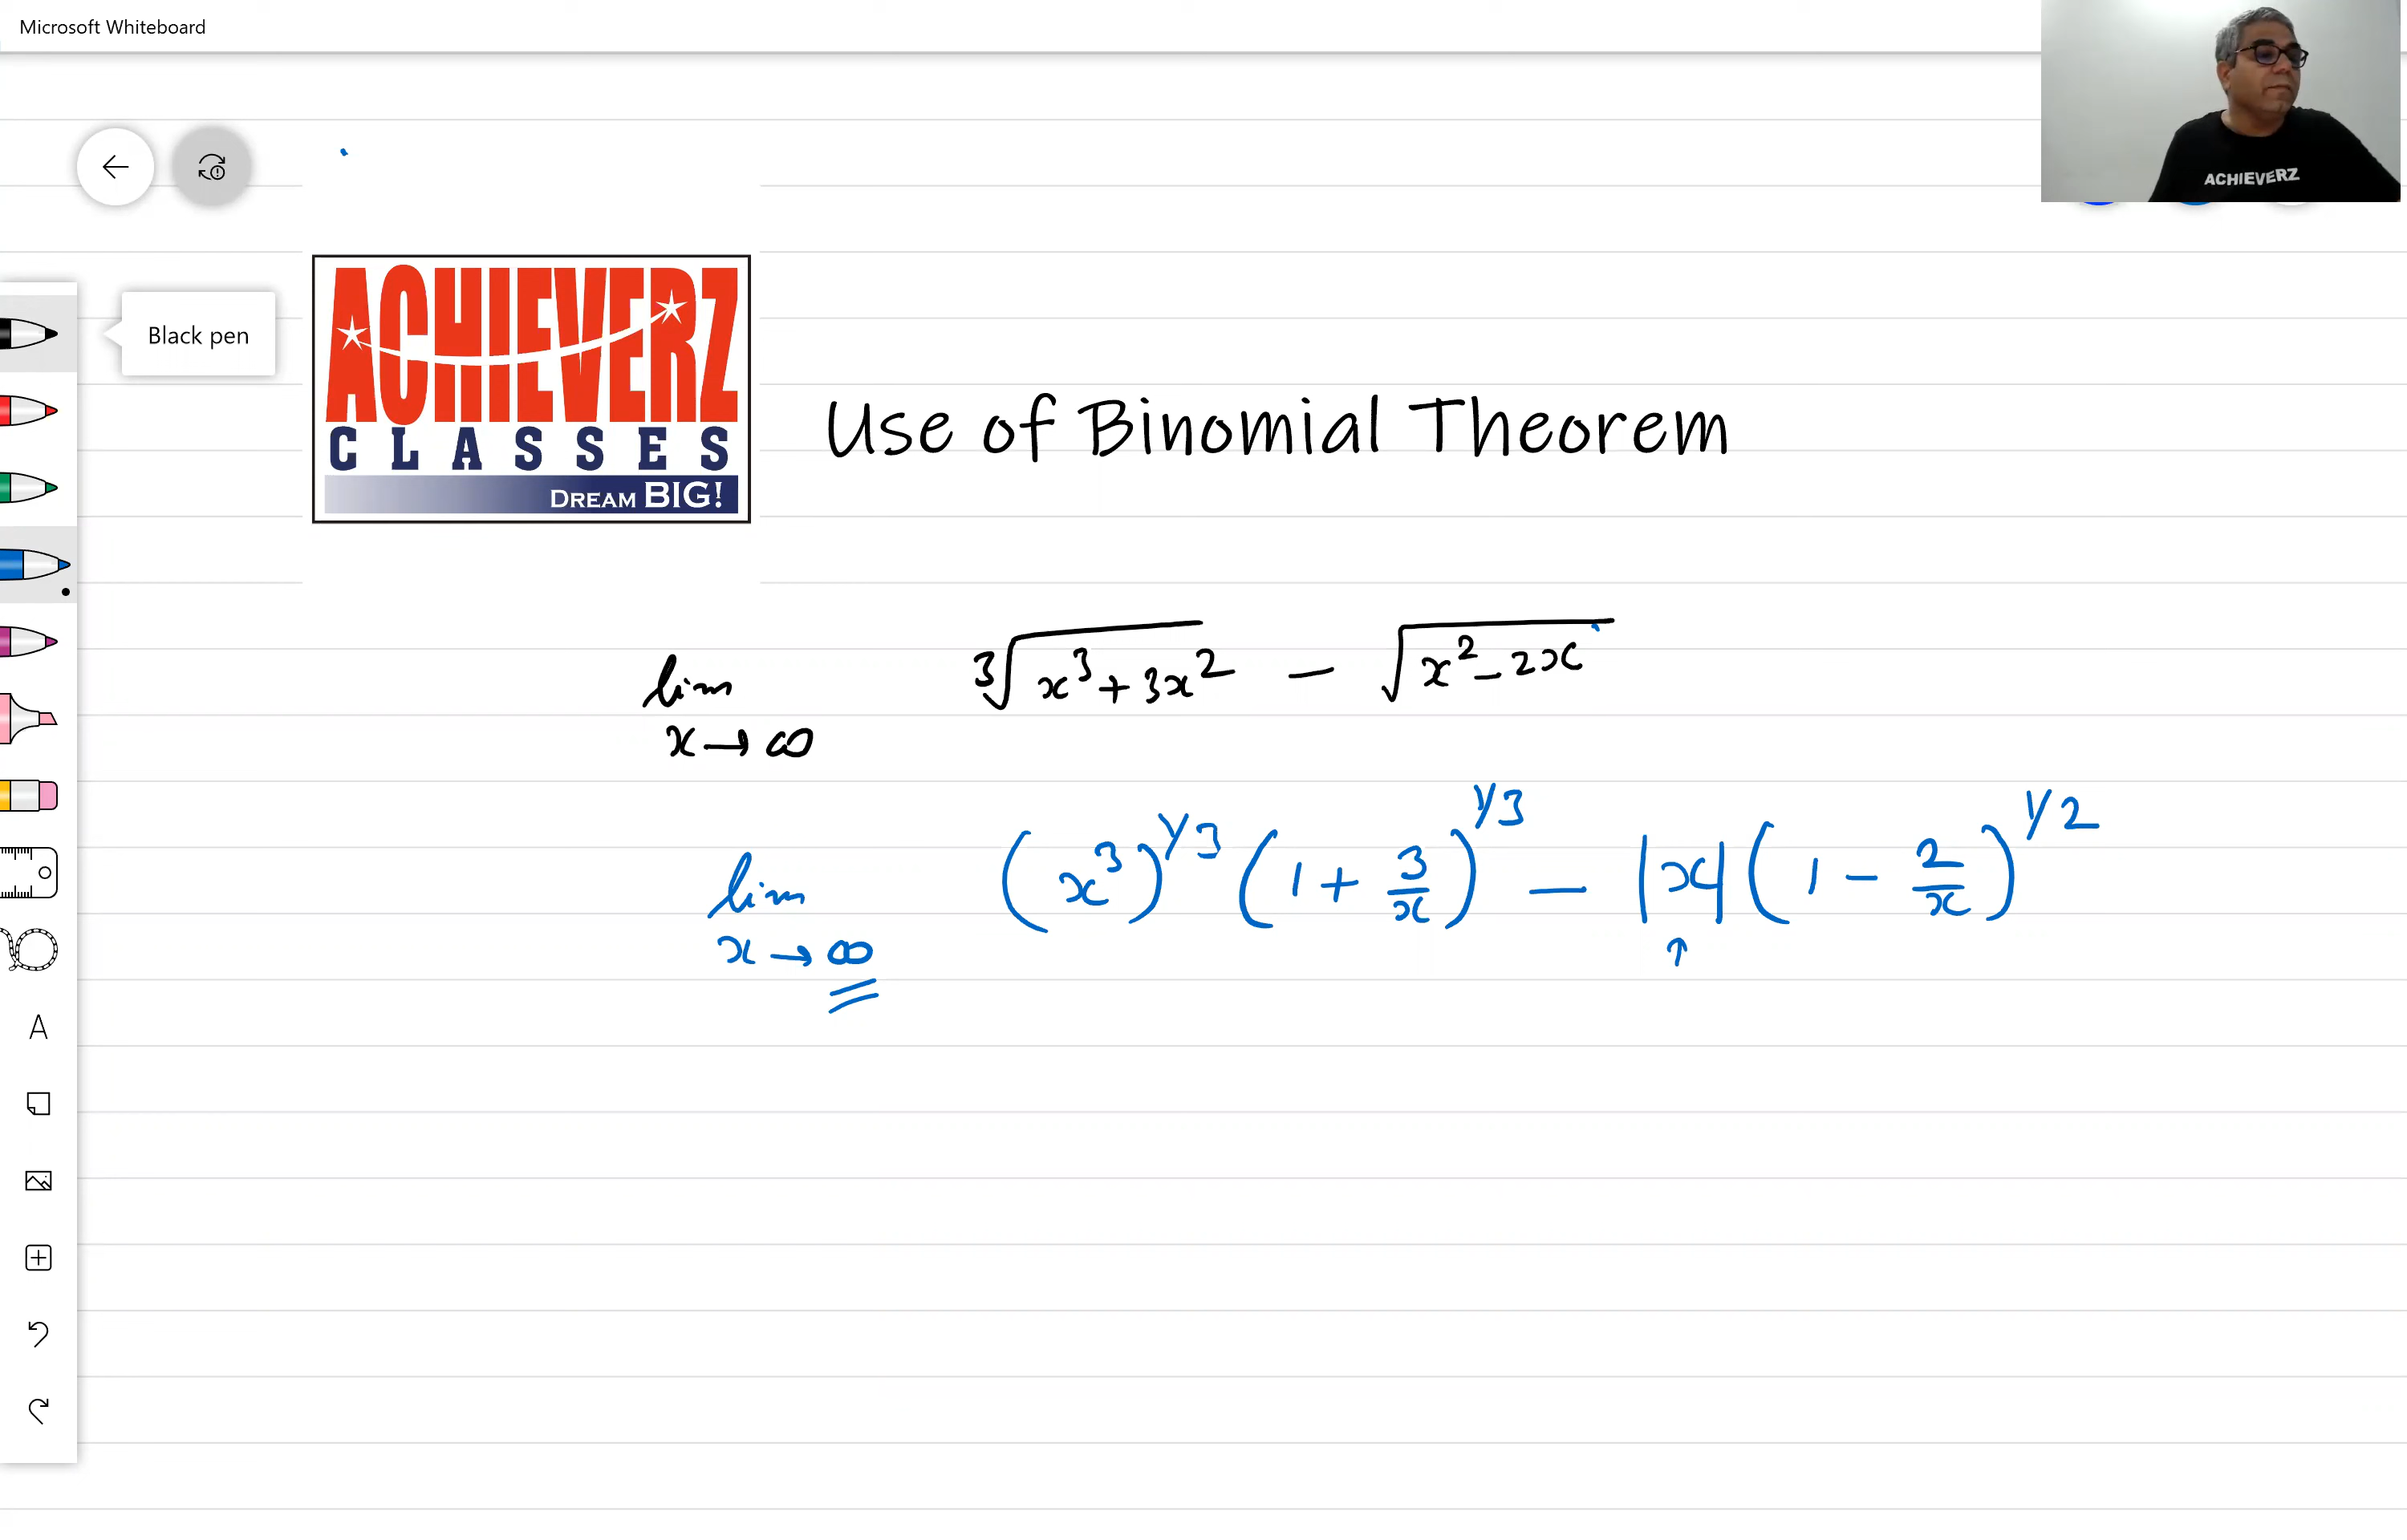 Microsoft Whiteboard
ACHIEVERZ
Black pen
ACHIEVERZ
CLASSES
DREAM BIG!
Use of Binomial Theorem
lim x→∞ ∛(x³+3x²) − √(x²−2x)
lim x→∞ (x³)^1/3 (1 + 3/x)^1/3 − |x| (1 − 2/x)^1/2
↑
A